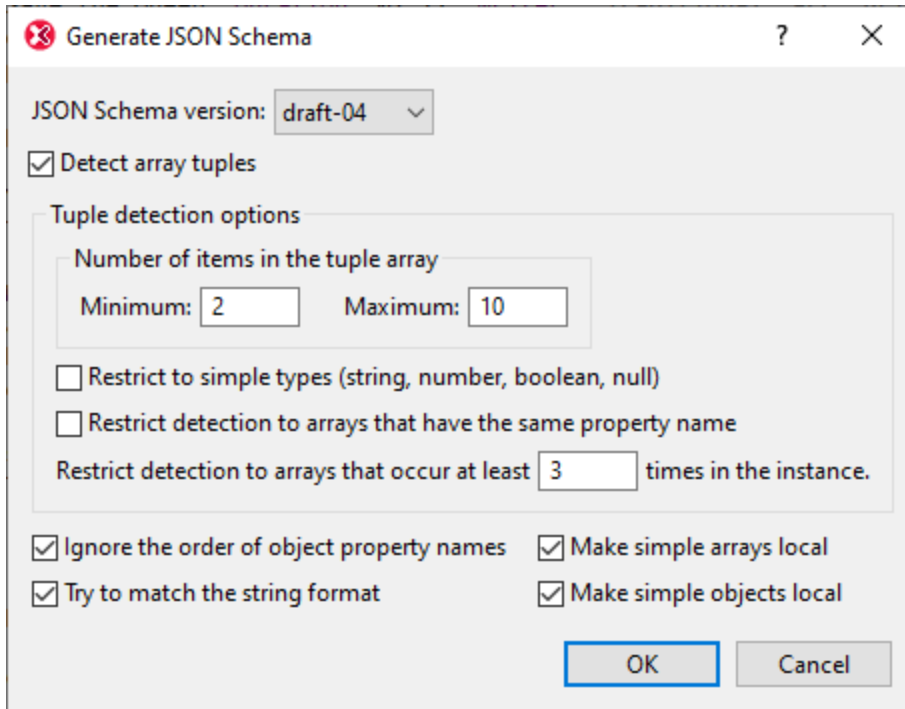 Generate JSON Schema
?
JSON Schema version: draft-04
Detect array tuples
Tuple detection options
Number of items in the tuple array
Minimum: 2 Maximum: 10
Restrict to simple types (string, number, boolean, null)
Restrict detection to arrays that have the same property name
Restrict detection to arrays that occur at least 3 times in the instance.
Ignore the order of object property names Make simple arrays local
Try to match the string format Make simple objects local
OK Cancel